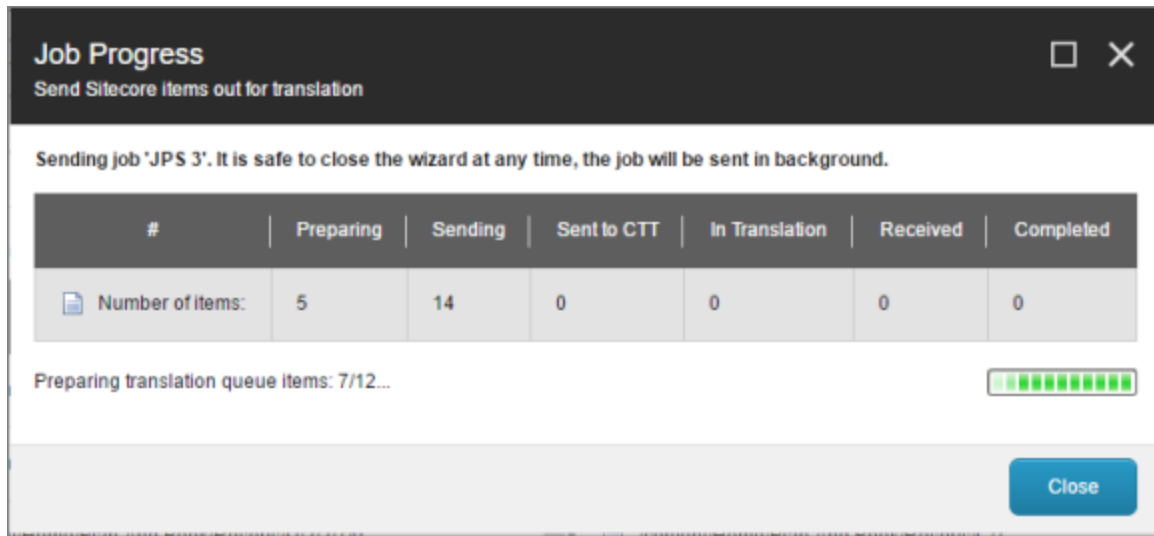 Job Progress
Send Sitecore items out for translation
Sending job 'JPS 3'. It is safe to close the wizard at any time, the job will be sent in background.
# Preparing Sending Sent to CTT In Translation Received Completed
Number of items: 5 14 0 0 0 0
Preparing translation queue items: 7/12...
Close